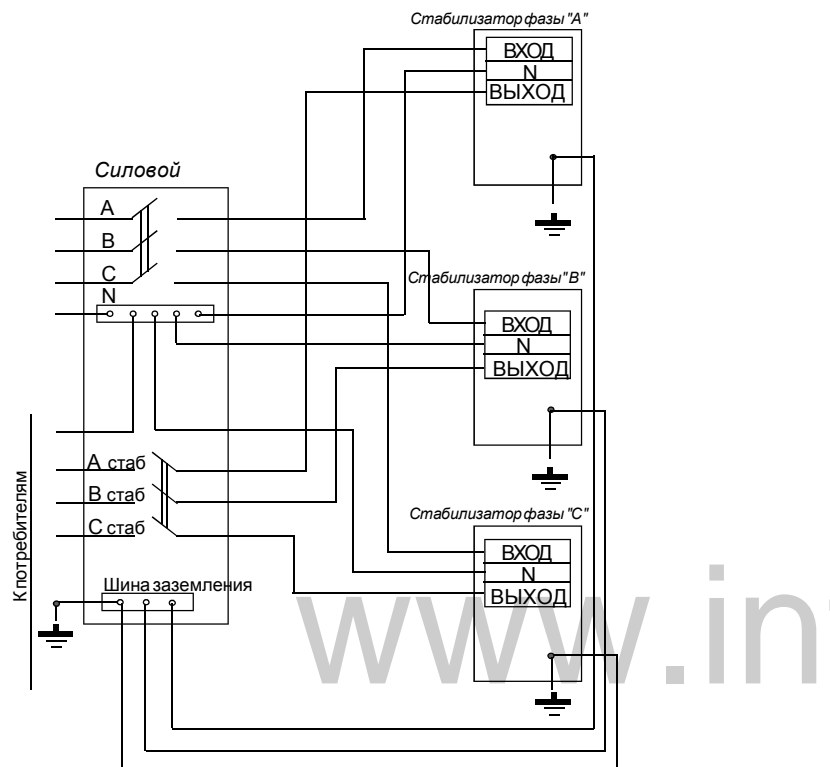 Стабилизатор фазы "А"
ВХОД
N
ВЫХОД
Силовой
A
B
C
N
Стабилизатор фазы "В"
ВХОД
N
ВЫХОД
К потребителям
А стаб
В стаб
С стаб
Стабилизатор фазы "С"
ВХОД
N
ВЫХОД
Шина заземления
www.in